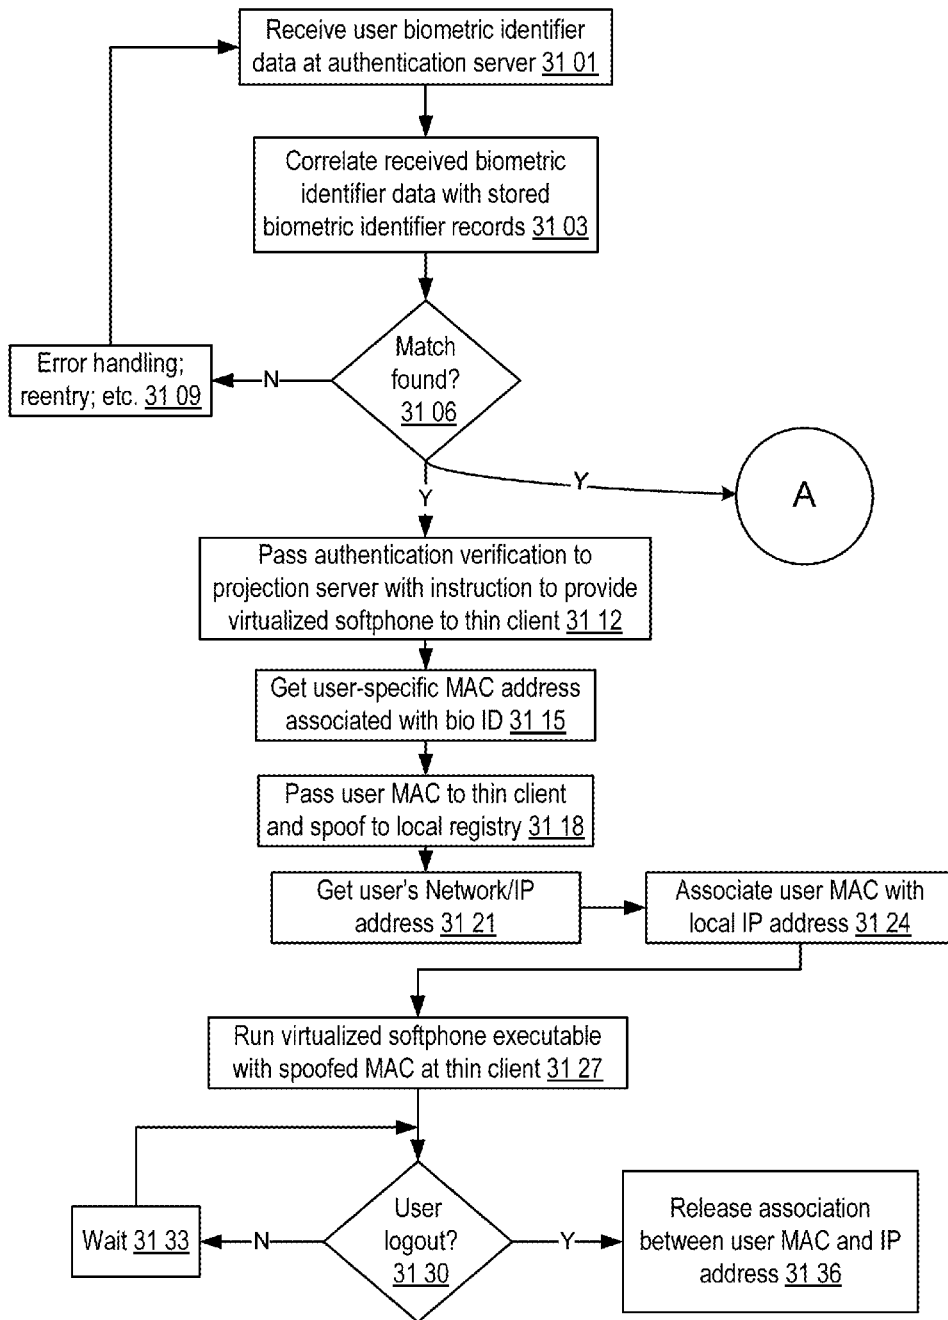 Receive user biometric identifier
data at authentication server 31 01
Correlate received biometric
identifier data with stored
biometric identifier records 31 03
Match
found?
31 06
N
Error handling;
reentry; etc. 31 09
Y
Y
A
Pass authentication verification to
projection server with instruction to provide
virtualized softphone to thin client 31 12
Get user-specific MAC address
associated with bio ID 31 15
Pass user MAC to thin client
and spoof to local registry 31 18
Get user's Network/IP
address 31 21
Associate user MAC with
local IP address 31 24
Run virtualized softphone executable
with spoofed MAC at thin client 31 27
User
logout?
31 30
N
Wait 31 33
Y
Release association
between user MAC and IP
address 31 36